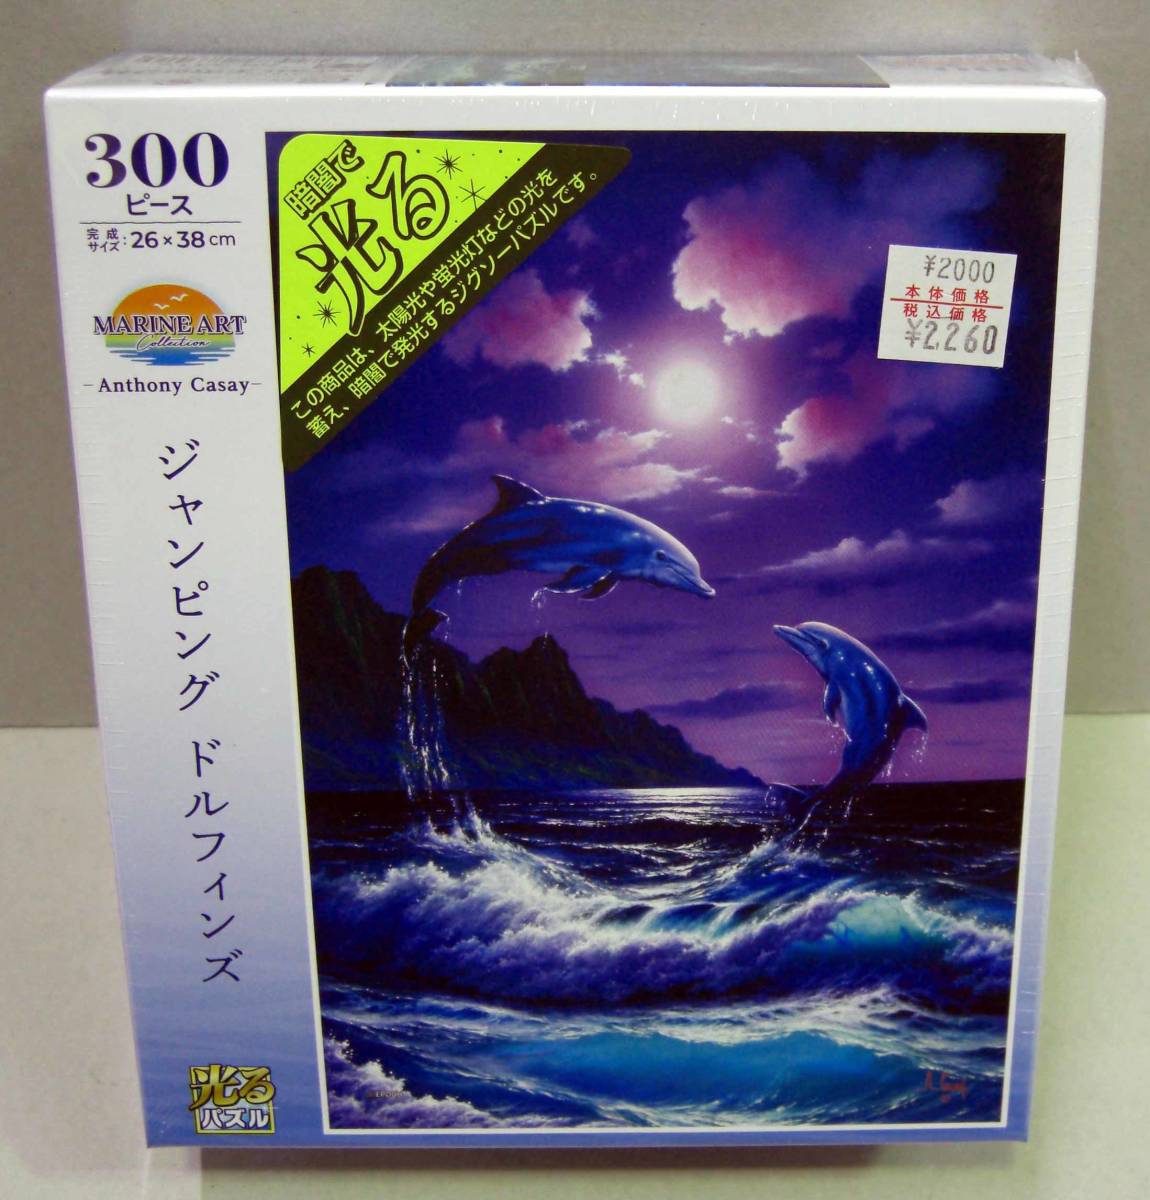 300
ピース
完成
サイズ:26×38cm
MARINE ART
Collection
-Anthony Casay-
ジャンピング ドルフィンズ
光る
パズル
暗闇で
光る
この商品は、太陽光や蛍光灯などの光を
蓄え、暗闇で発光するジグソーパズルです。
¥2000
本体価格
税込価格
¥2,260